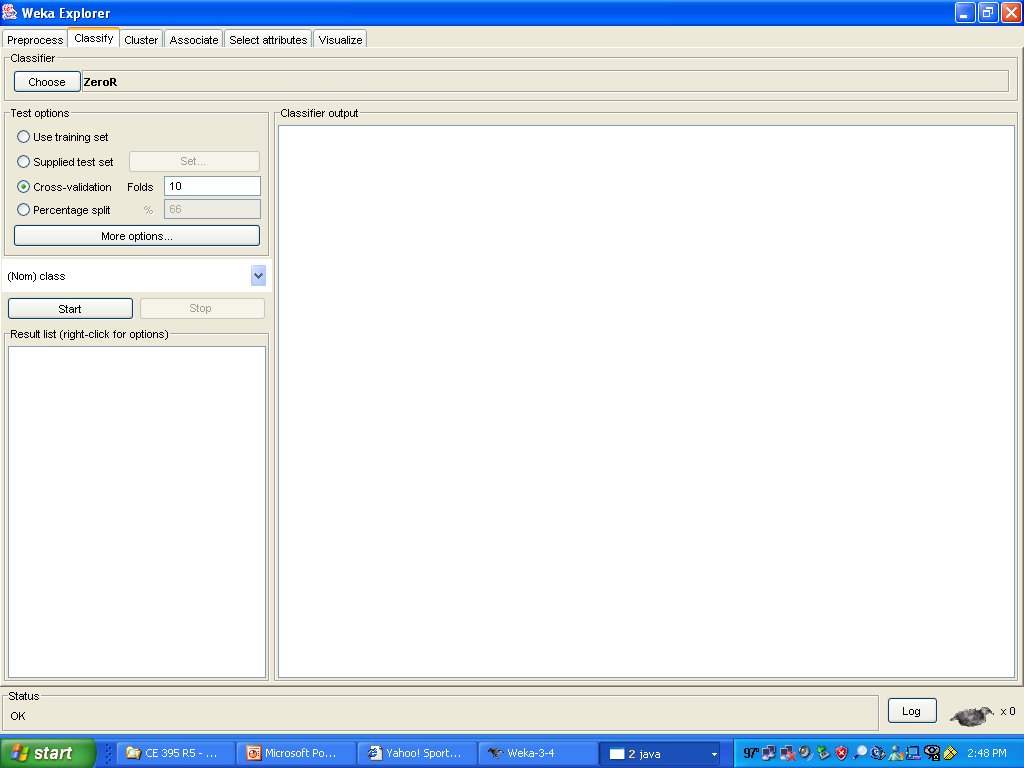 Weka Explorer
Preprocess Classify Cluster Associate Select attributes Visualize
Classifier
Choose ZeroR
Test options
Use training set
Supplied test set Set...
Cross-validation Folds 10
Percentage split % 66
More options...
(Nom) class
Start Stop
Result list (right-click for options)
Classifier output
Status
OK
Log x 0
start CE 395 R5 - ... Microsoft Po... Yahoo! Sport... Weka-3-4 2 java 97° 2:48 PM